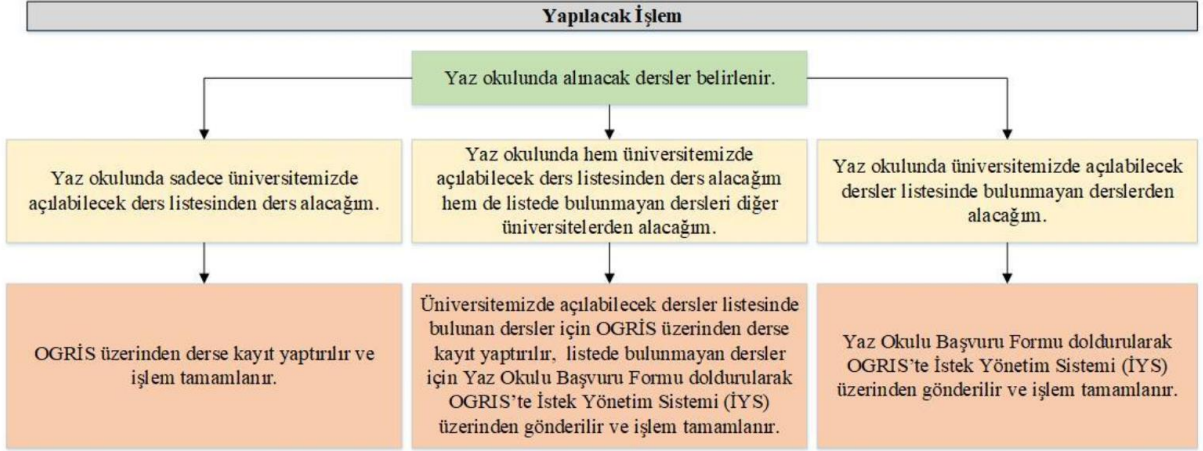 Yapılacak İşlem
Yaz okulunda alınacak dersler belirlenir.
Yaz okulunda sadece üniversitemizde
açılabilecek ders listesinden ders alacağım.
Yaz okulunda hem üniversitemizde
açılabilecek ders listesinden ders alacağım
hem de listede bulunmayan dersleri diğer
üniversitelerden alacağım.
Yaz okulunda üniversitemizde açılabilecek
dersler listesinde bulunmayan derslerden
alacağım.
OGRİS üzerinden derse kayıt yaptırılır ve
işlem tamamlanır.
Üniversitemizde açılabilecek dersler listesinde
bulunan dersler için OGRİS üzerinden derse
kayıt yaptırılır, listede bulunmayan dersler
için Yaz Okulu Başvuru Formu doldurularak
OGRIS’te İstek Yönetim Sistemi (İYS)
üzerinden gönderilir ve işlem tamamlanır.
Yaz Okulu Başvuru Formu doldurularak
OGRIS’te İstek Yönetim Sistemi (İYS)
üzerinden gönderilir ve işlem tamamlanır.